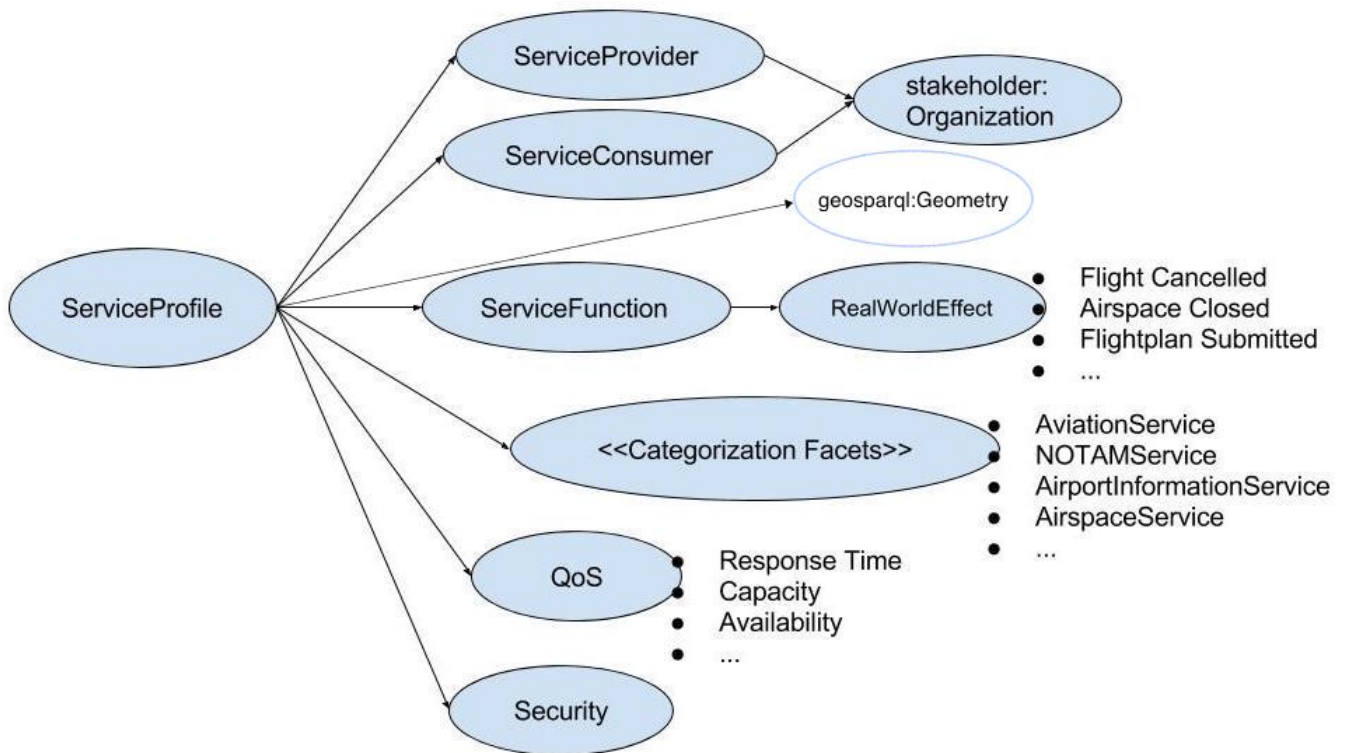 ServiceProvider
stakeholder:
Organization
ServiceConsumer
geosparql:Geometry
ServiceProfile
ServiceFunction
RealWorldEffect
● Flight Cancelled
● Airspace Closed
● Flightplan Submitted
● ...
<<Categorization Facets>>
● AviationService
● NOTAMService
● AirportInformationService
● AirspaceService
● ...
QoS
● Response Time
● Capacity
● Availability
● ...
Security